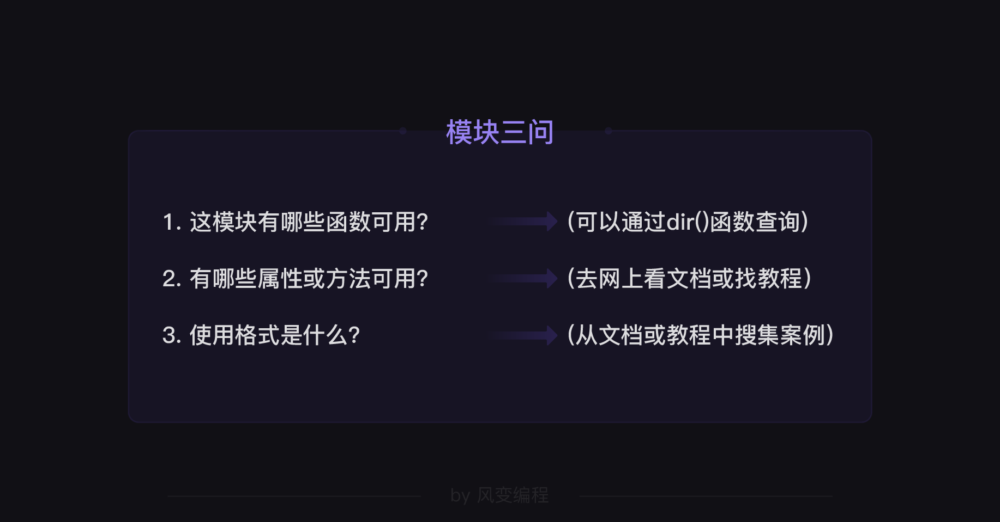 模块三问
1. 这模块有哪些函数可用? (可以通过dir()函数查询)
2. 有哪些属性或方法可用? (去网上看文档或找教程)
3. 使用格式是什么? (从文档或教程中搜集案例)
by 风变编程